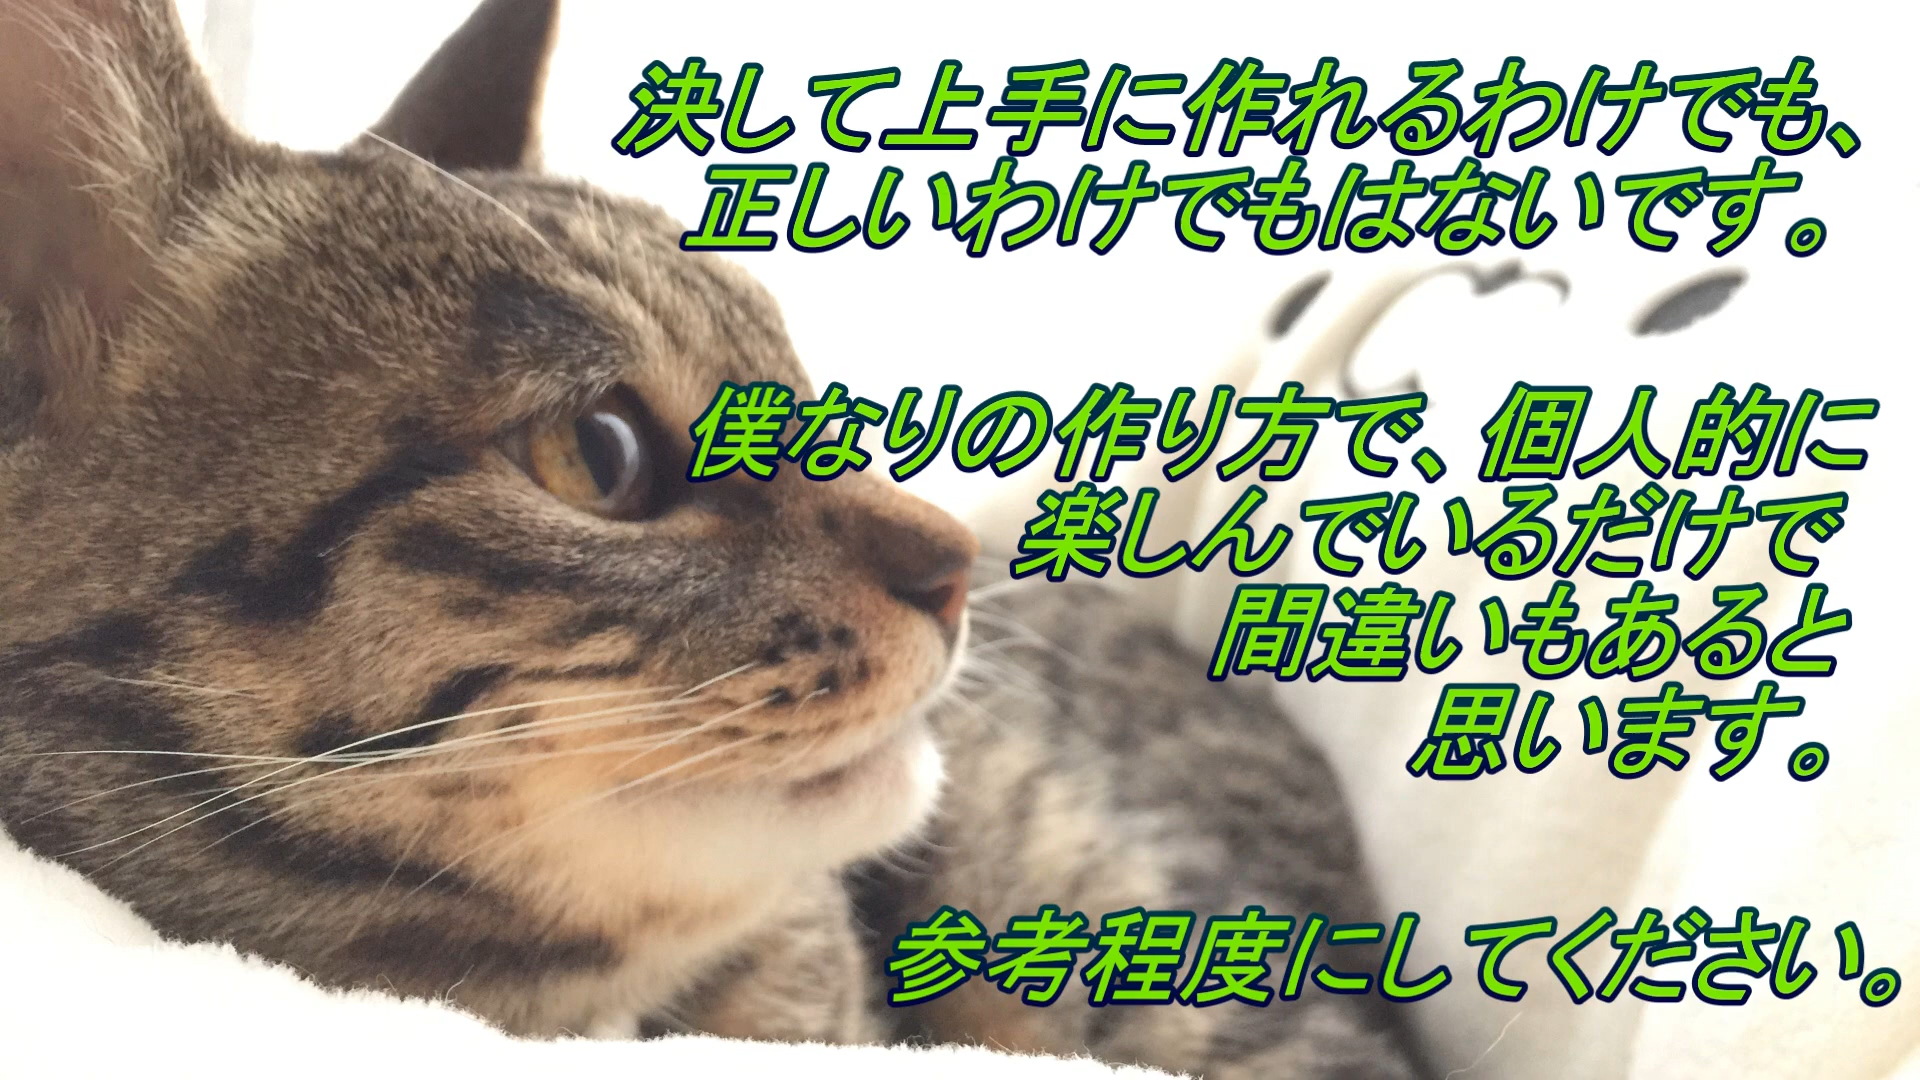 決して上手に作れるわけでも、
正しいわけでもはないです。
僕なりの作り方で、個人的に
楽しんでいるだけで
間違いもあると
思います。
参考程度にしてください。